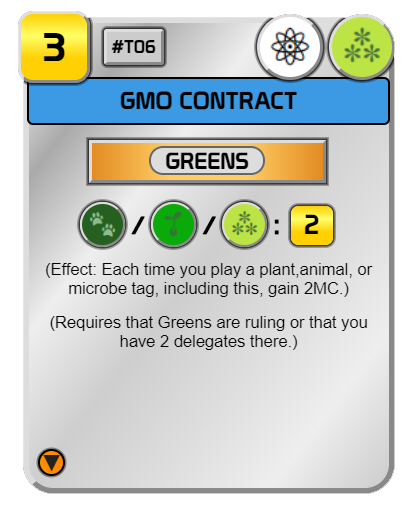 3
#T06
GMO CONTRACT
GREENS
/ / : 2
(Effect: Each time you play a plant,animal, or
microbe tag, including this, gain 2MC.)
(Requires that Greens are ruling or that you
have 2 delegates there.)